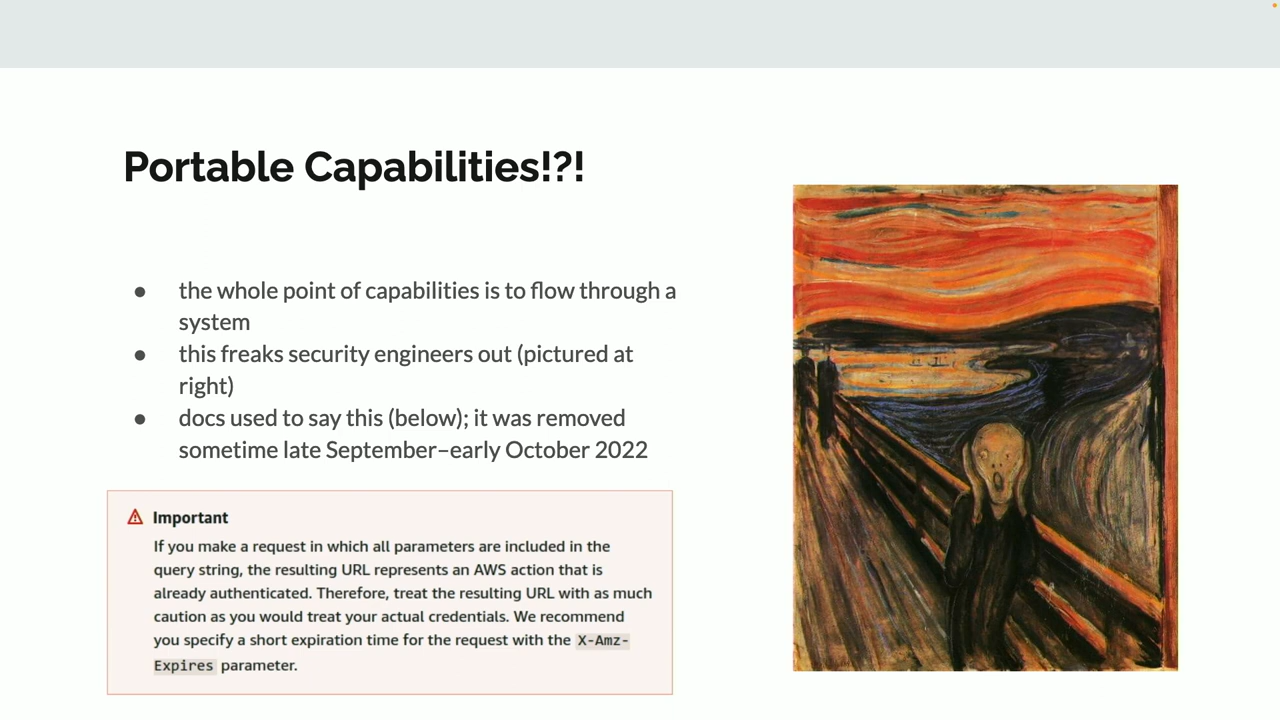 Portable Capabilities!?!
● the whole point of capabilities is to flow through a
system
● this freaks security engineers out (pictured at
right)
● docs used to say this (below); it was removed
sometime late September–early October 2022
Important
If you make a request in which all parameters are included in the
query string, the resulting URL represents an AWS action that is
already authenticated. Therefore, treat the resulting URL with as much
caution as you would treat your actual credentials. We recommend
you specify a short expiration time for the request with the X-Amz-
Expires parameter.